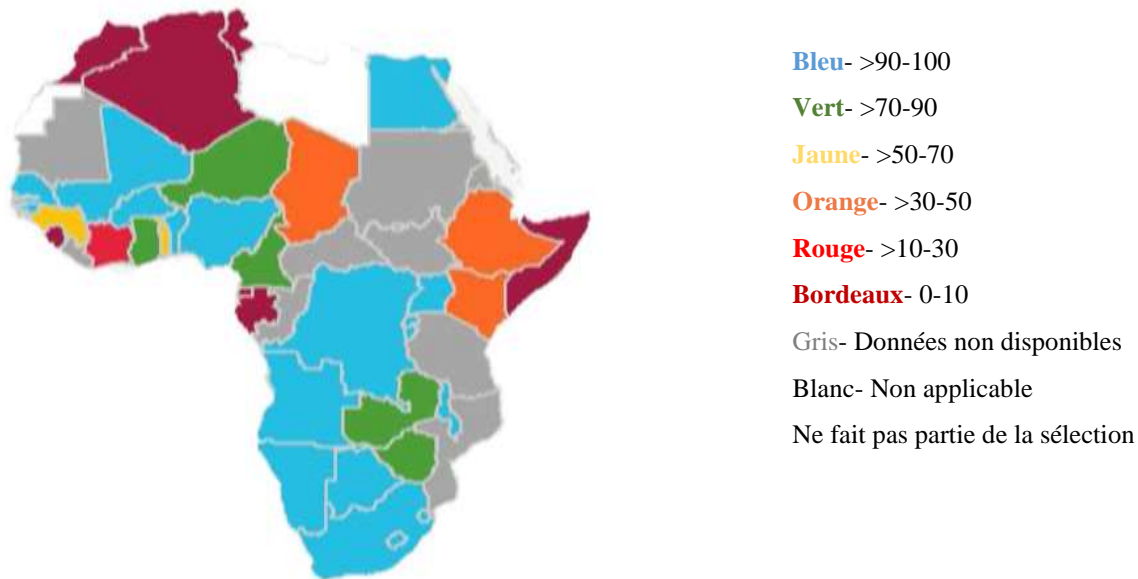 Bleu- >90-100
Vert- >70-90
Jaune- >50-70
Orange- >30-50
Rouge- >10-30
Bordeaux- 0-10
Gris- Données non disponibles
Blanc- Non applicable
Ne fait pas partie de la sélection